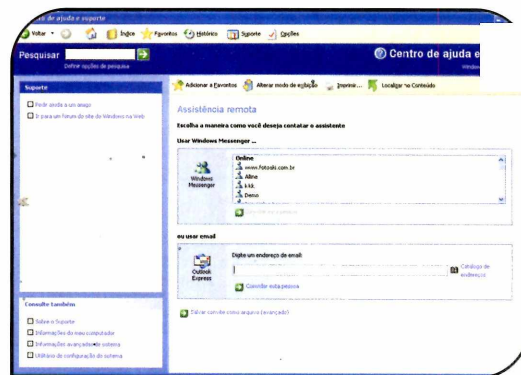 de ajuda e suporte
Voltar Índice Favoritos Histórico Suporte Opções
Pesquisar
Definir opções de pesquisa
Centro de ajuda e
Suporte
Pedir ajuda a um amigo
Ir para um fórum do site do Windows na Web
Consulte também
Sobre o Suporte
Informações do meu computador
Informações avançadas de sistema
Utilitário de configuração do sistema
Adicionar a Favoritos Alterar modo de exibição Imprimir... Localizar no Conteúdo
Assistência remota
Escolha a maneira como você deseja contatar o assistente
Usar Windows Messenger ...
Windows Messenger
Online
www.fotoski.com.br
Aline
k kik
Demo
ou usar email
Outlook Express
Digite um endereço de email:
Catálogo de endereços
Convidar esta pessoa
Salvar convite como arquivo (avançado)